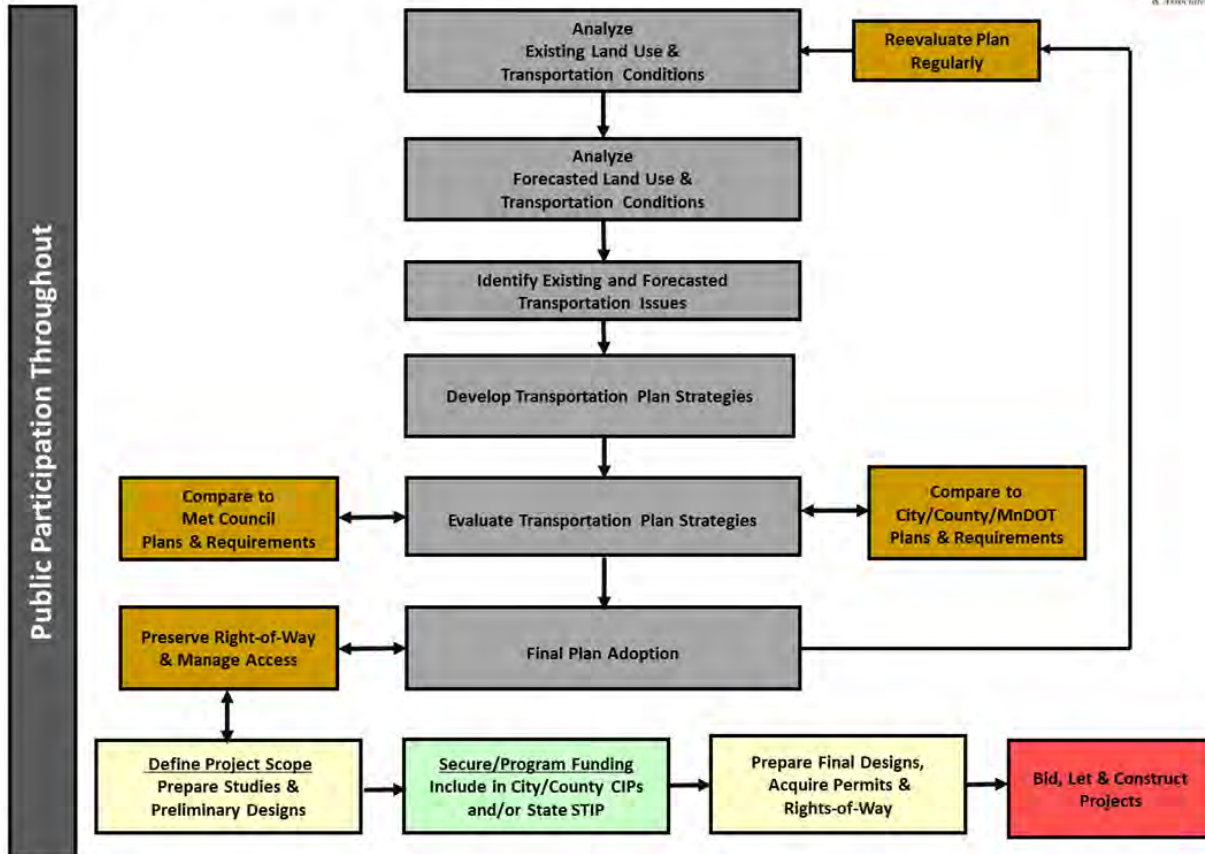 & Associates
Public Participation Throughout
Analyze
Existing Land Use &
Transportation Conditions
Reevaluate Plan
Regularly
Analyze
Forecasted Land Use &
Transportation Conditions
Identify Existing and Forecasted
Transportation Issues
Develop Transportation Plan Strategies
Compare to
Met Council
Plans & Requirements
Evaluate Transportation Plan Strategies
Compare to
City/County/MnDOT
Plans & Requirements
Preserve Right-of-Way
& Manage Access
Final Plan Adoption
Define Project Scope
Prepare Studies &
Preliminary Designs
Secure/Program Funding
Include in City/County CIPs
and/or State STIP
Prepare Final Designs,
Acquire Permits &
Rights-of-Way
Bid, Let & Construct
Projects